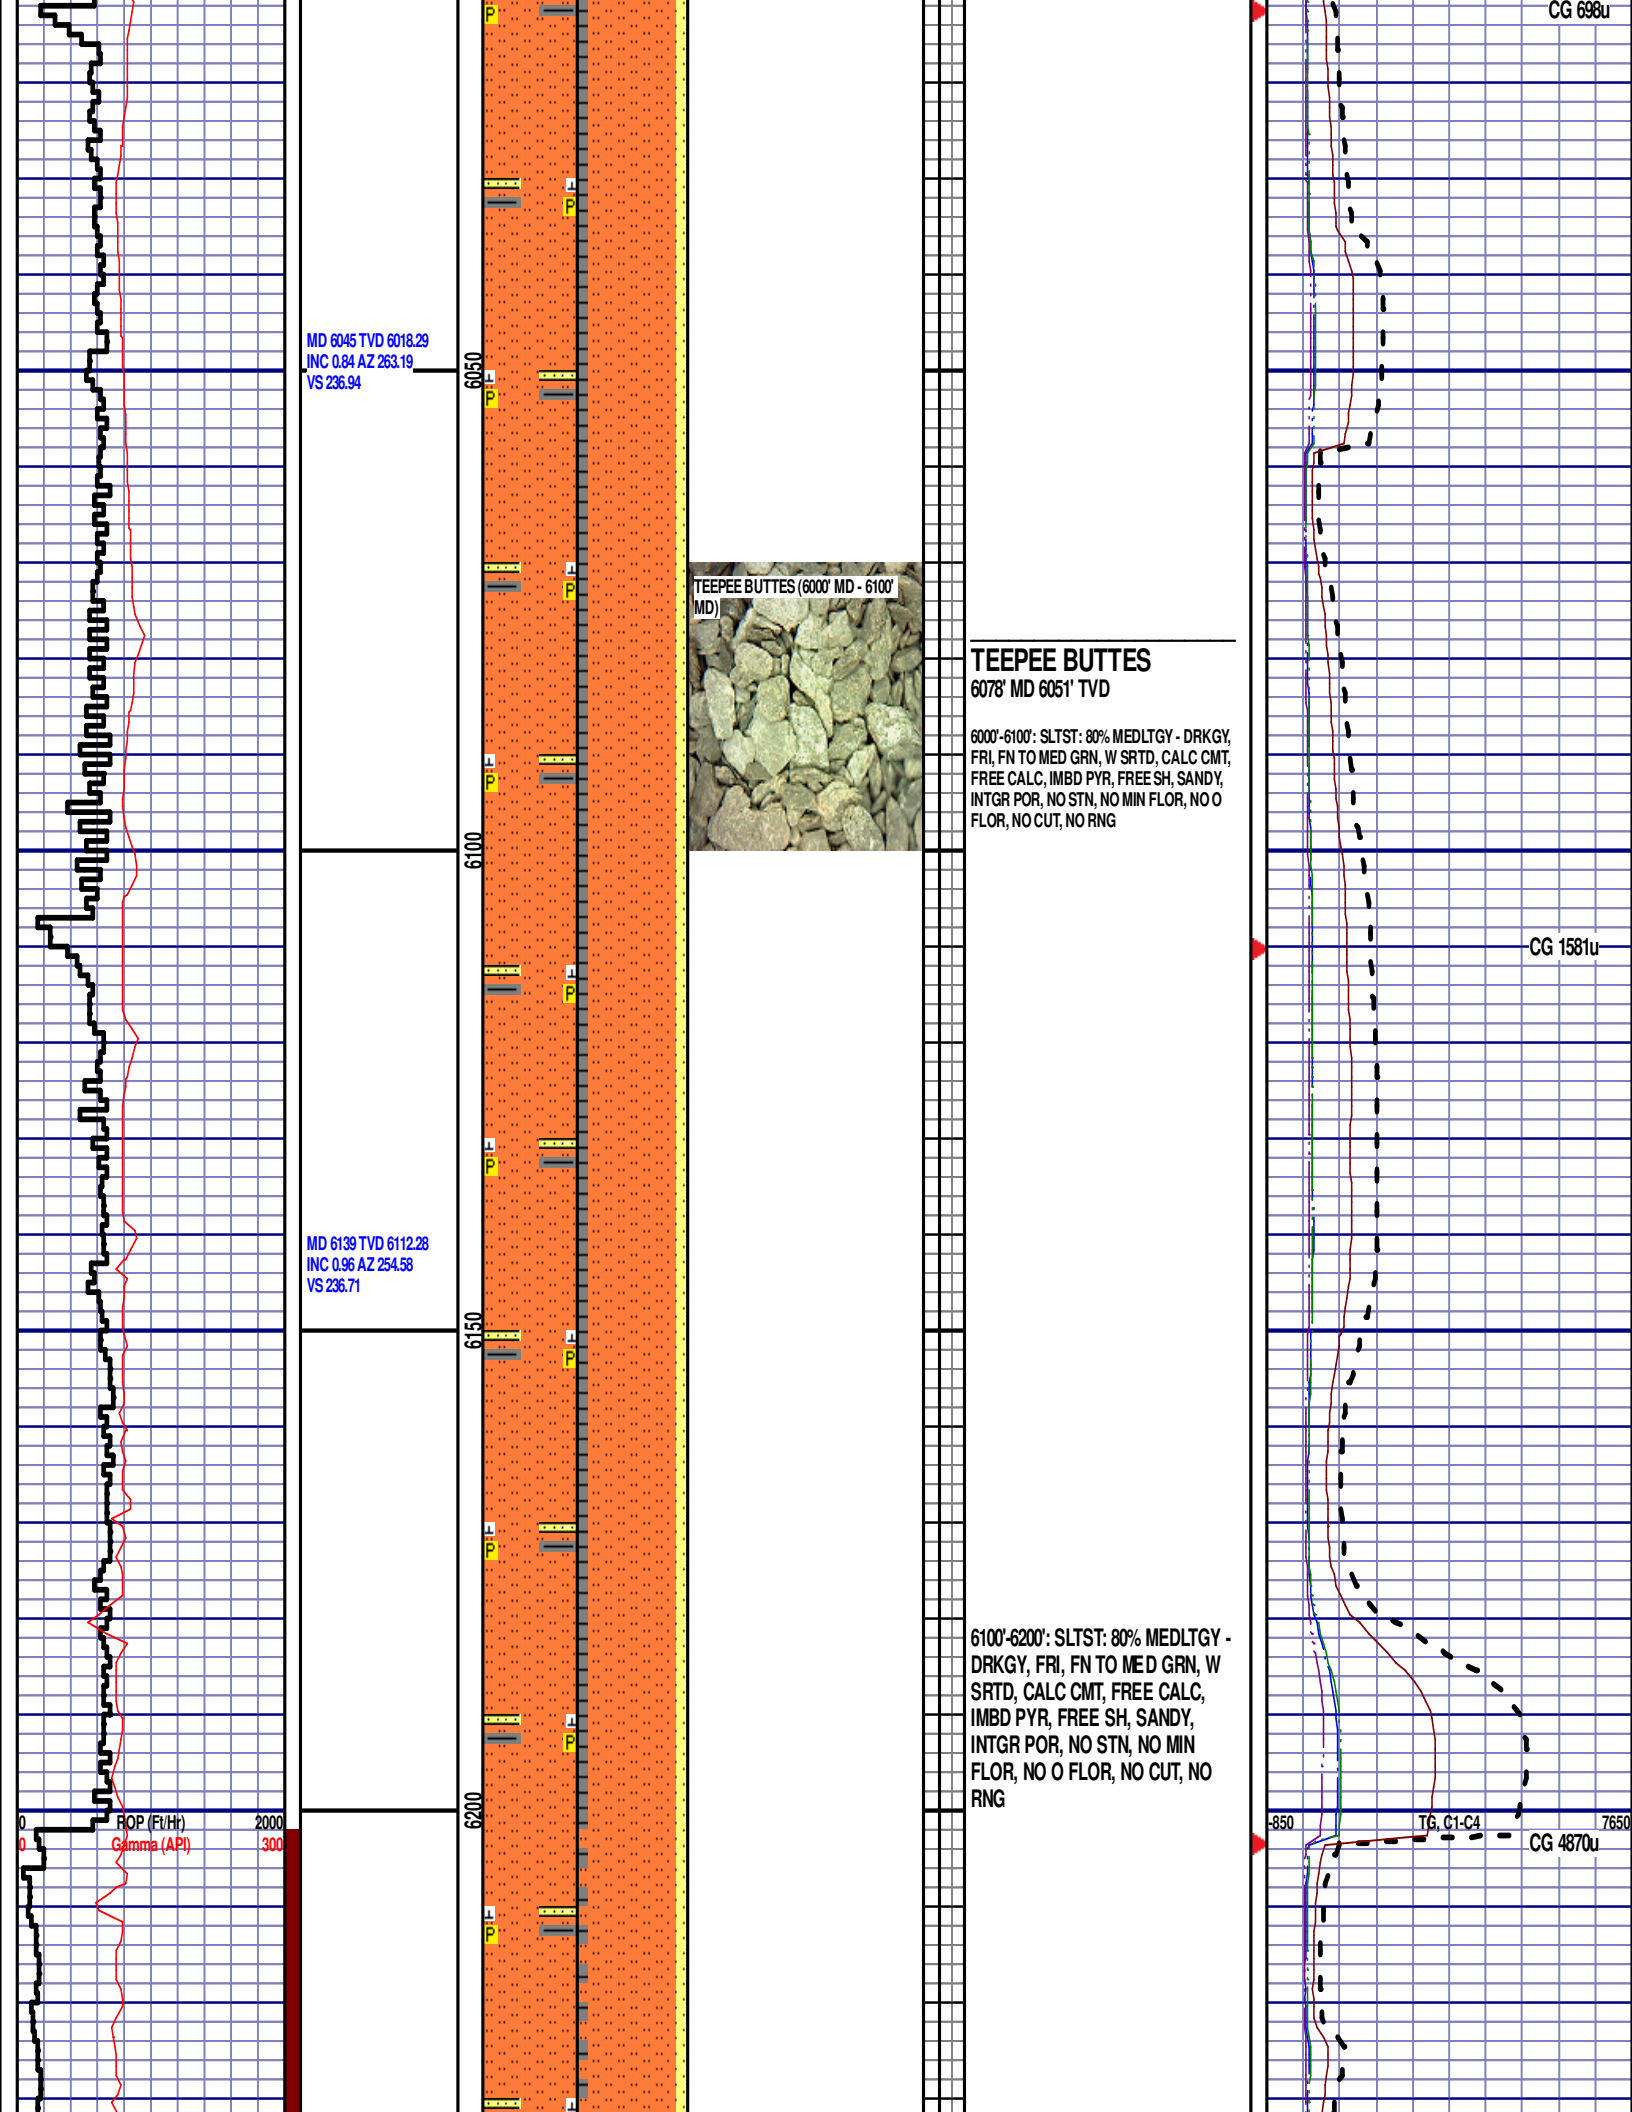 CG 698u
P
P
MD 6045 TVD 6018.29
INC 0.84 AZ 263.19
VS 236.94
6050
P
TEEPEE BUTTES (6000' MD - 6100'
MD)
P
TEEPEE BUTTES
6078' MD 6051' TVD
6000'-6100': SLTST: 80% MEDLTGY - DRKGY,
FRI, FN TO MED GRN, W SRTD, CALC CMT,
FREE CALC, IMBD PYR, FREE SH, SANDY,
INTGR POR, NO STN, NO MIN FLOR, NO O
FLOR, NO CUT, NO RNG
P
6100
CG 1581u
P
P
MD 6139 TVD 6112.28
INC 0.96 AZ 254.58
VS 236.71
6150
P
P
6100'-6200': SLTST: 80% MEDLTGY -
DRKGY, FRI, FN TO MED GRN, W
SRTD, CALC CMT, FREE CALC,
IMBD PYR, FREE SH, SANDY,
INTGR POR, NO STN, NO MIN
FLOR, NO O FLOR, NO CUT, NO
RNG
P
6200
0 ROP (Ft/Hr) 2000
0 Gamma (API) 300
-850 TG, C1-C4 7650
CG 4870u
P